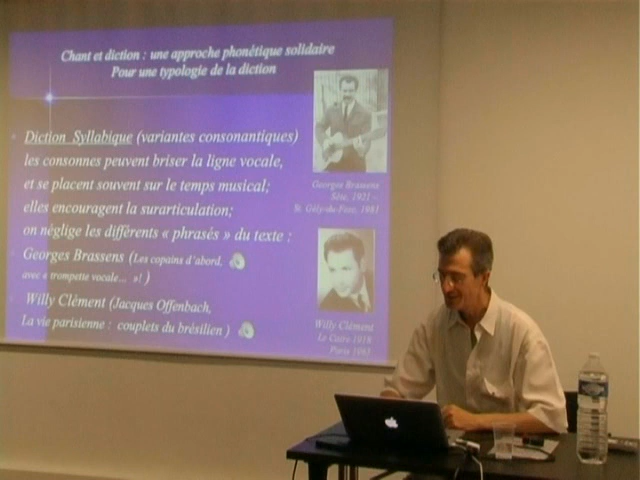 Chant et diction : une approche phonétique solidaire
Pour une typologie de la diction
Diction Syllabique (variantes consonantiques)
les consonnes peuvent briser la ligne vocale,
et se placent souvent sur le temps musical;
elles encouragent la surarticulation;
on néglige les différents « phrasés » du texte :
Georges Brassens (Les copains d'abord,
avec « trompette vocale... »! )
Willy Clément (Jacques Offenbach,
La vie parisienne : couplets du brésilien )
Georges Brassens
Sète, 1921 –
St. Gély-du-Fesc, 1981
Willy Clément
Le Caire 1918
Paris 1965